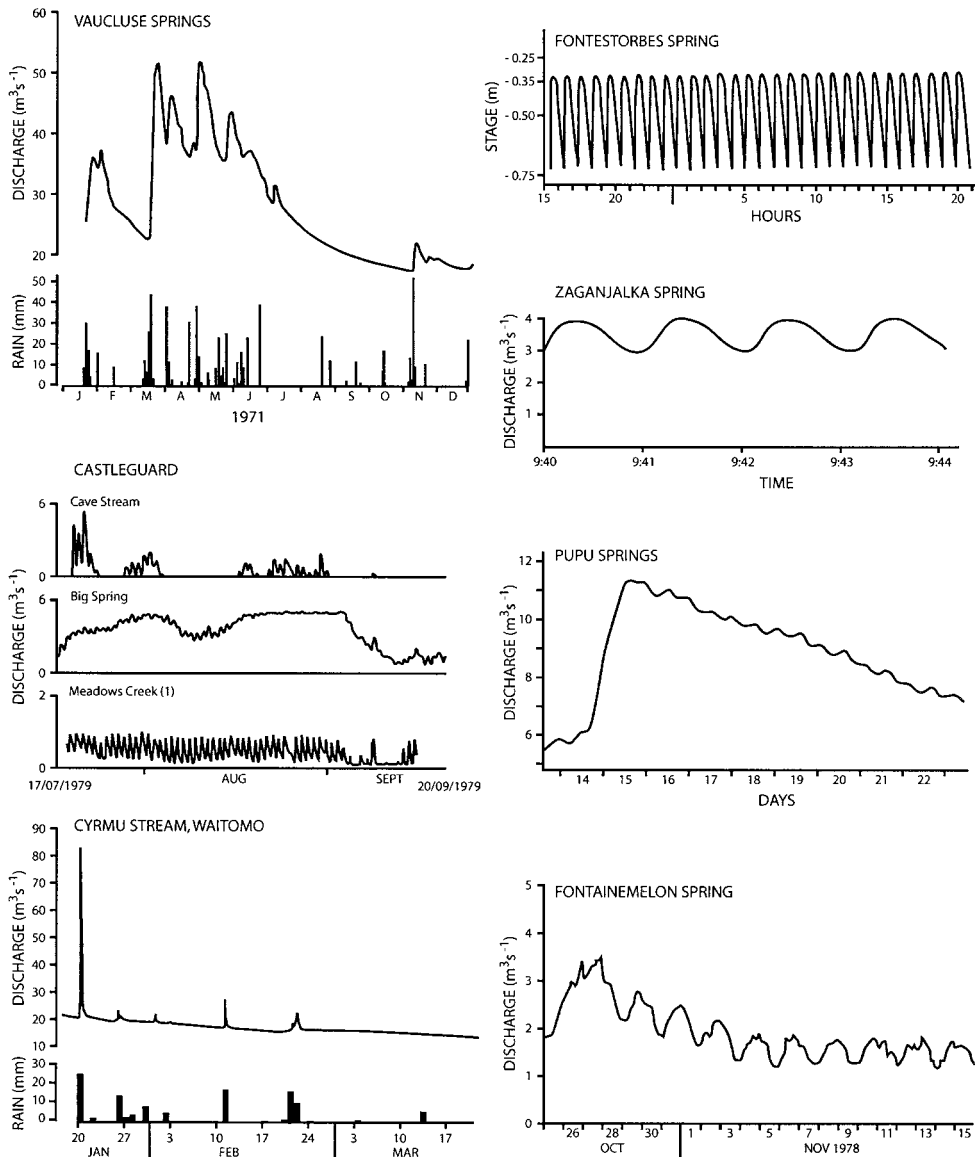 VAUCLUSE SPRINGS
DISCHARGE (m³s⁻¹)
60
50
40
30
20
RAIN (mm)
50
40
30
20
10
0
J F M A M J J A S O N D
1971
CASTLEGUARD
Cave Stream
6
0
Big Spring
6
0
DISCHARGE (m³s⁻¹)
Meadows Creek (1)
2
0
17/07/1979 AUG SEPT 20/09/1979
CYRMU STREAM, WAITOMO
DISCHARGE (m³s⁻¹)
90
80
70
60
50
40
30
20
10
RAIN (mm)
30
20
10
0
20 27 3 10 17 24 3 10 17
JAN FEB MAR
FONTESTORBES SPRING
STAGE (m)
- 0.25
- 0.35
- 0.50
- 0.75
15 20 5 10 15 20
HOURS
ZAGANJALKA SPRING
DISCHARGE (m³s⁻¹)
4
3
2
1
9:40 9:41 9:42 9:43 9:44
TIME
PUPU SPRINGS
DISCHARGE (m³s⁻¹)
12
10
8
6
14 15 16 17 18 19 20 21 22
DAYS
FONTAINEMELON SPRING
DISCHARGE (m³s⁻¹)
5
4
3
2
1
0
26 28 30 1 3 5 7 9 11 13 15
OCT NOV 1978